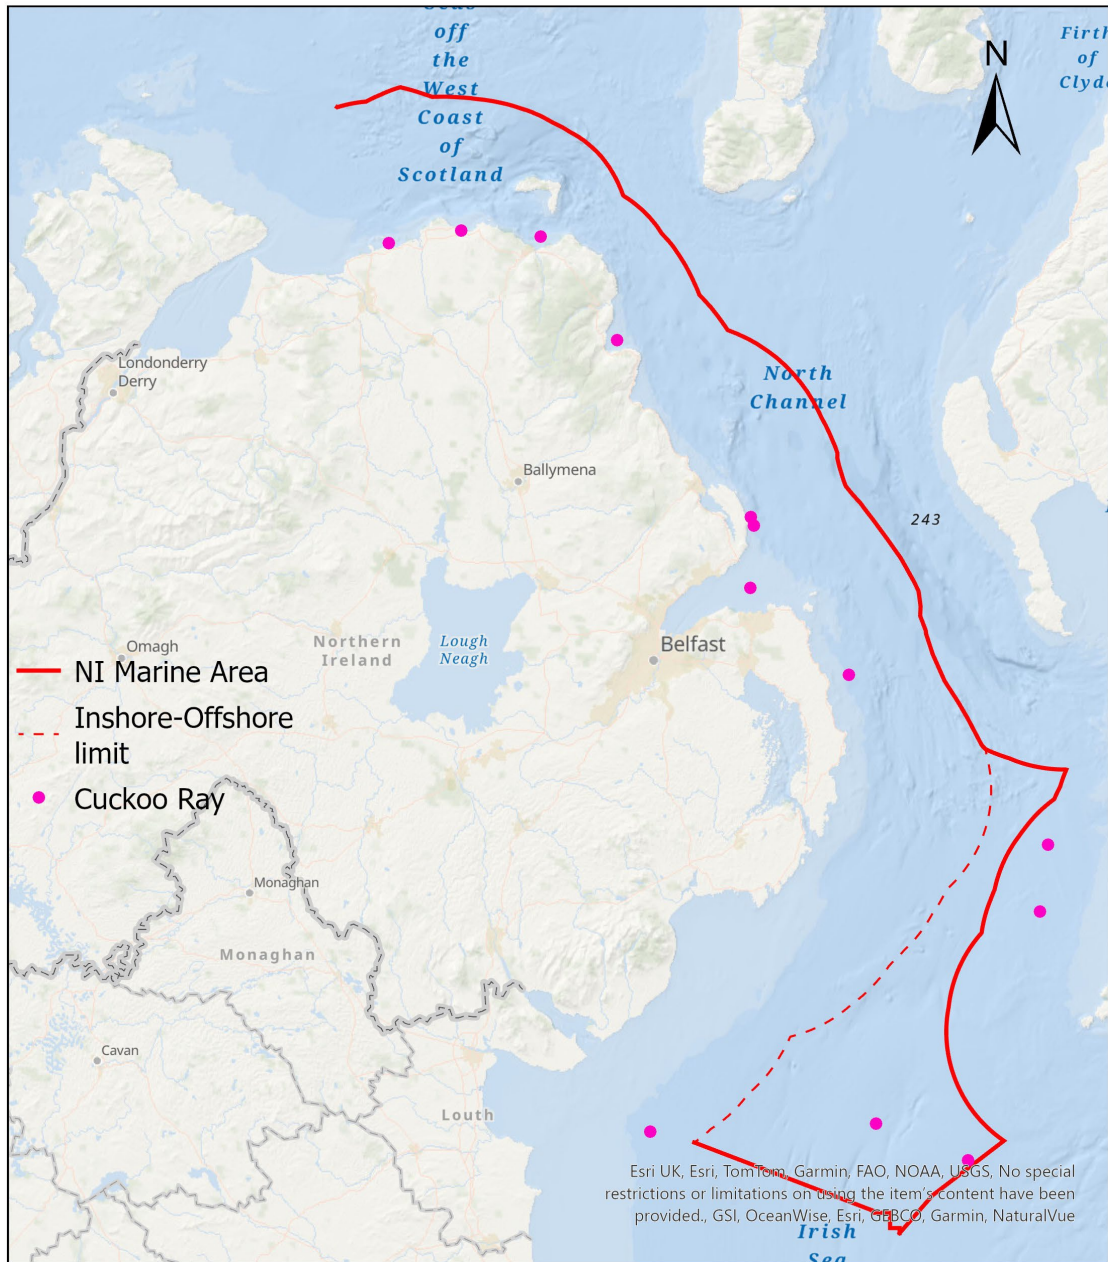 Seas
off
the
West
Coast
of
Scotland
Firth
of
Clyde
N
Londonderry
Derry
North
Channel
Ballymena
243
Omagh
Northern
Ireland
Lough
Neagh
Belfast
NI Marine Area
Inshore-Offshore
limit
Cuckoo Ray
Monaghan
Monaghan
Cavan
Louth
Esri UK, Esri, TomTom, Garmin, FAO, NOAA, USGS, No special
restrictions or limitations on using the item's content have been
provided., GSI, OceanWise, Esri, GEBCO, Garmin, NaturalVue
Irish
Sea